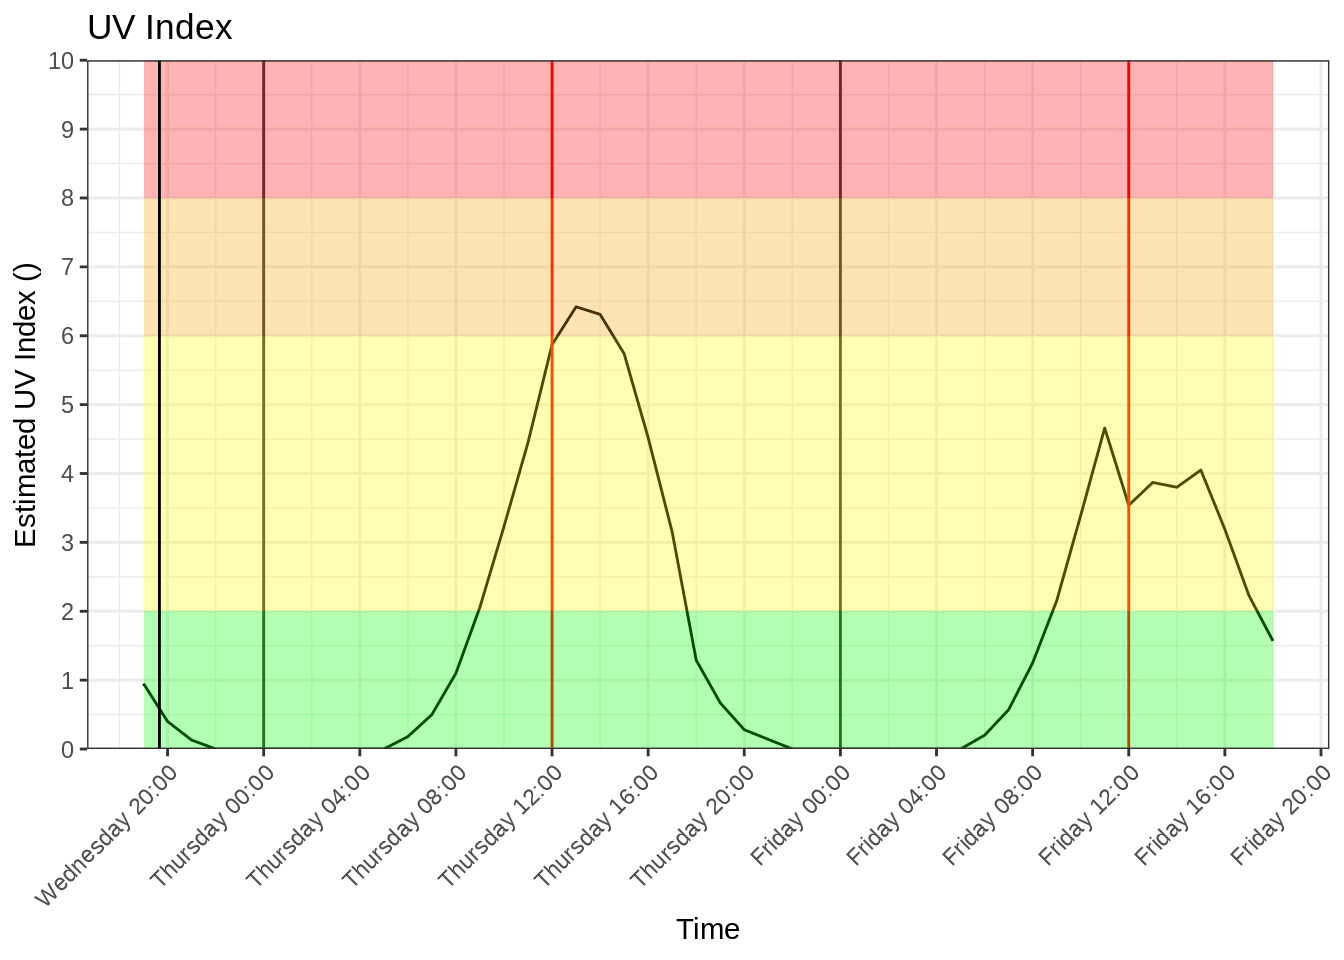 UV Index
Estimated UV Index ()
10
9
8
7
6
5
4
3
2
1
0
Wednesday 20:00
Thursday 00:00
Thursday 04:00
Thursday 08:00
Thursday 12:00
Thursday 16:00
Thursday 20:00
Friday 00:00
Friday 04:00
Friday 08:00
Friday 12:00
Friday 16:00
Friday 20:00
Time